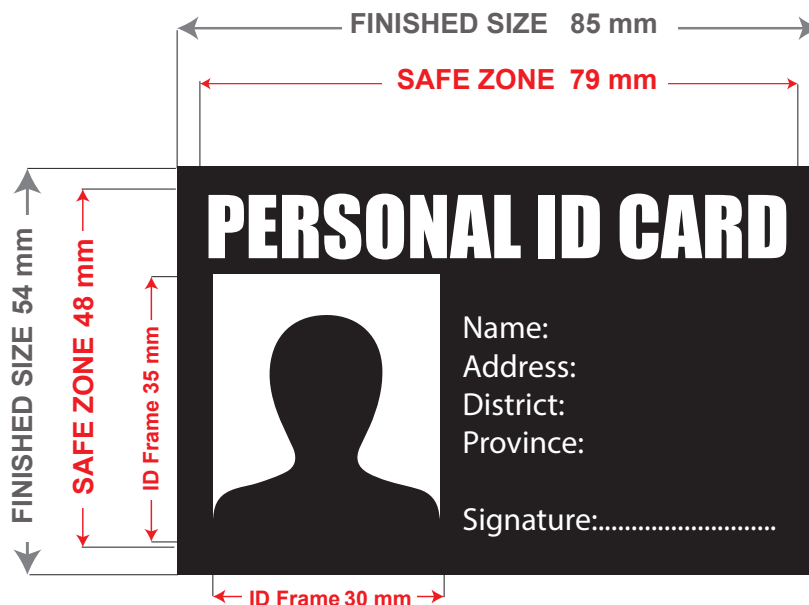 FINISHED SIZE 85 mm
SAFE ZONE 79 mm
FINISHED SIZE 54 mm
SAFE ZONE 48 mm
ID Frame 35 mm
PERSONAL ID CARD
Name:
Address:
District:
Province:
Signature:...........................
ID Frame 30 mm